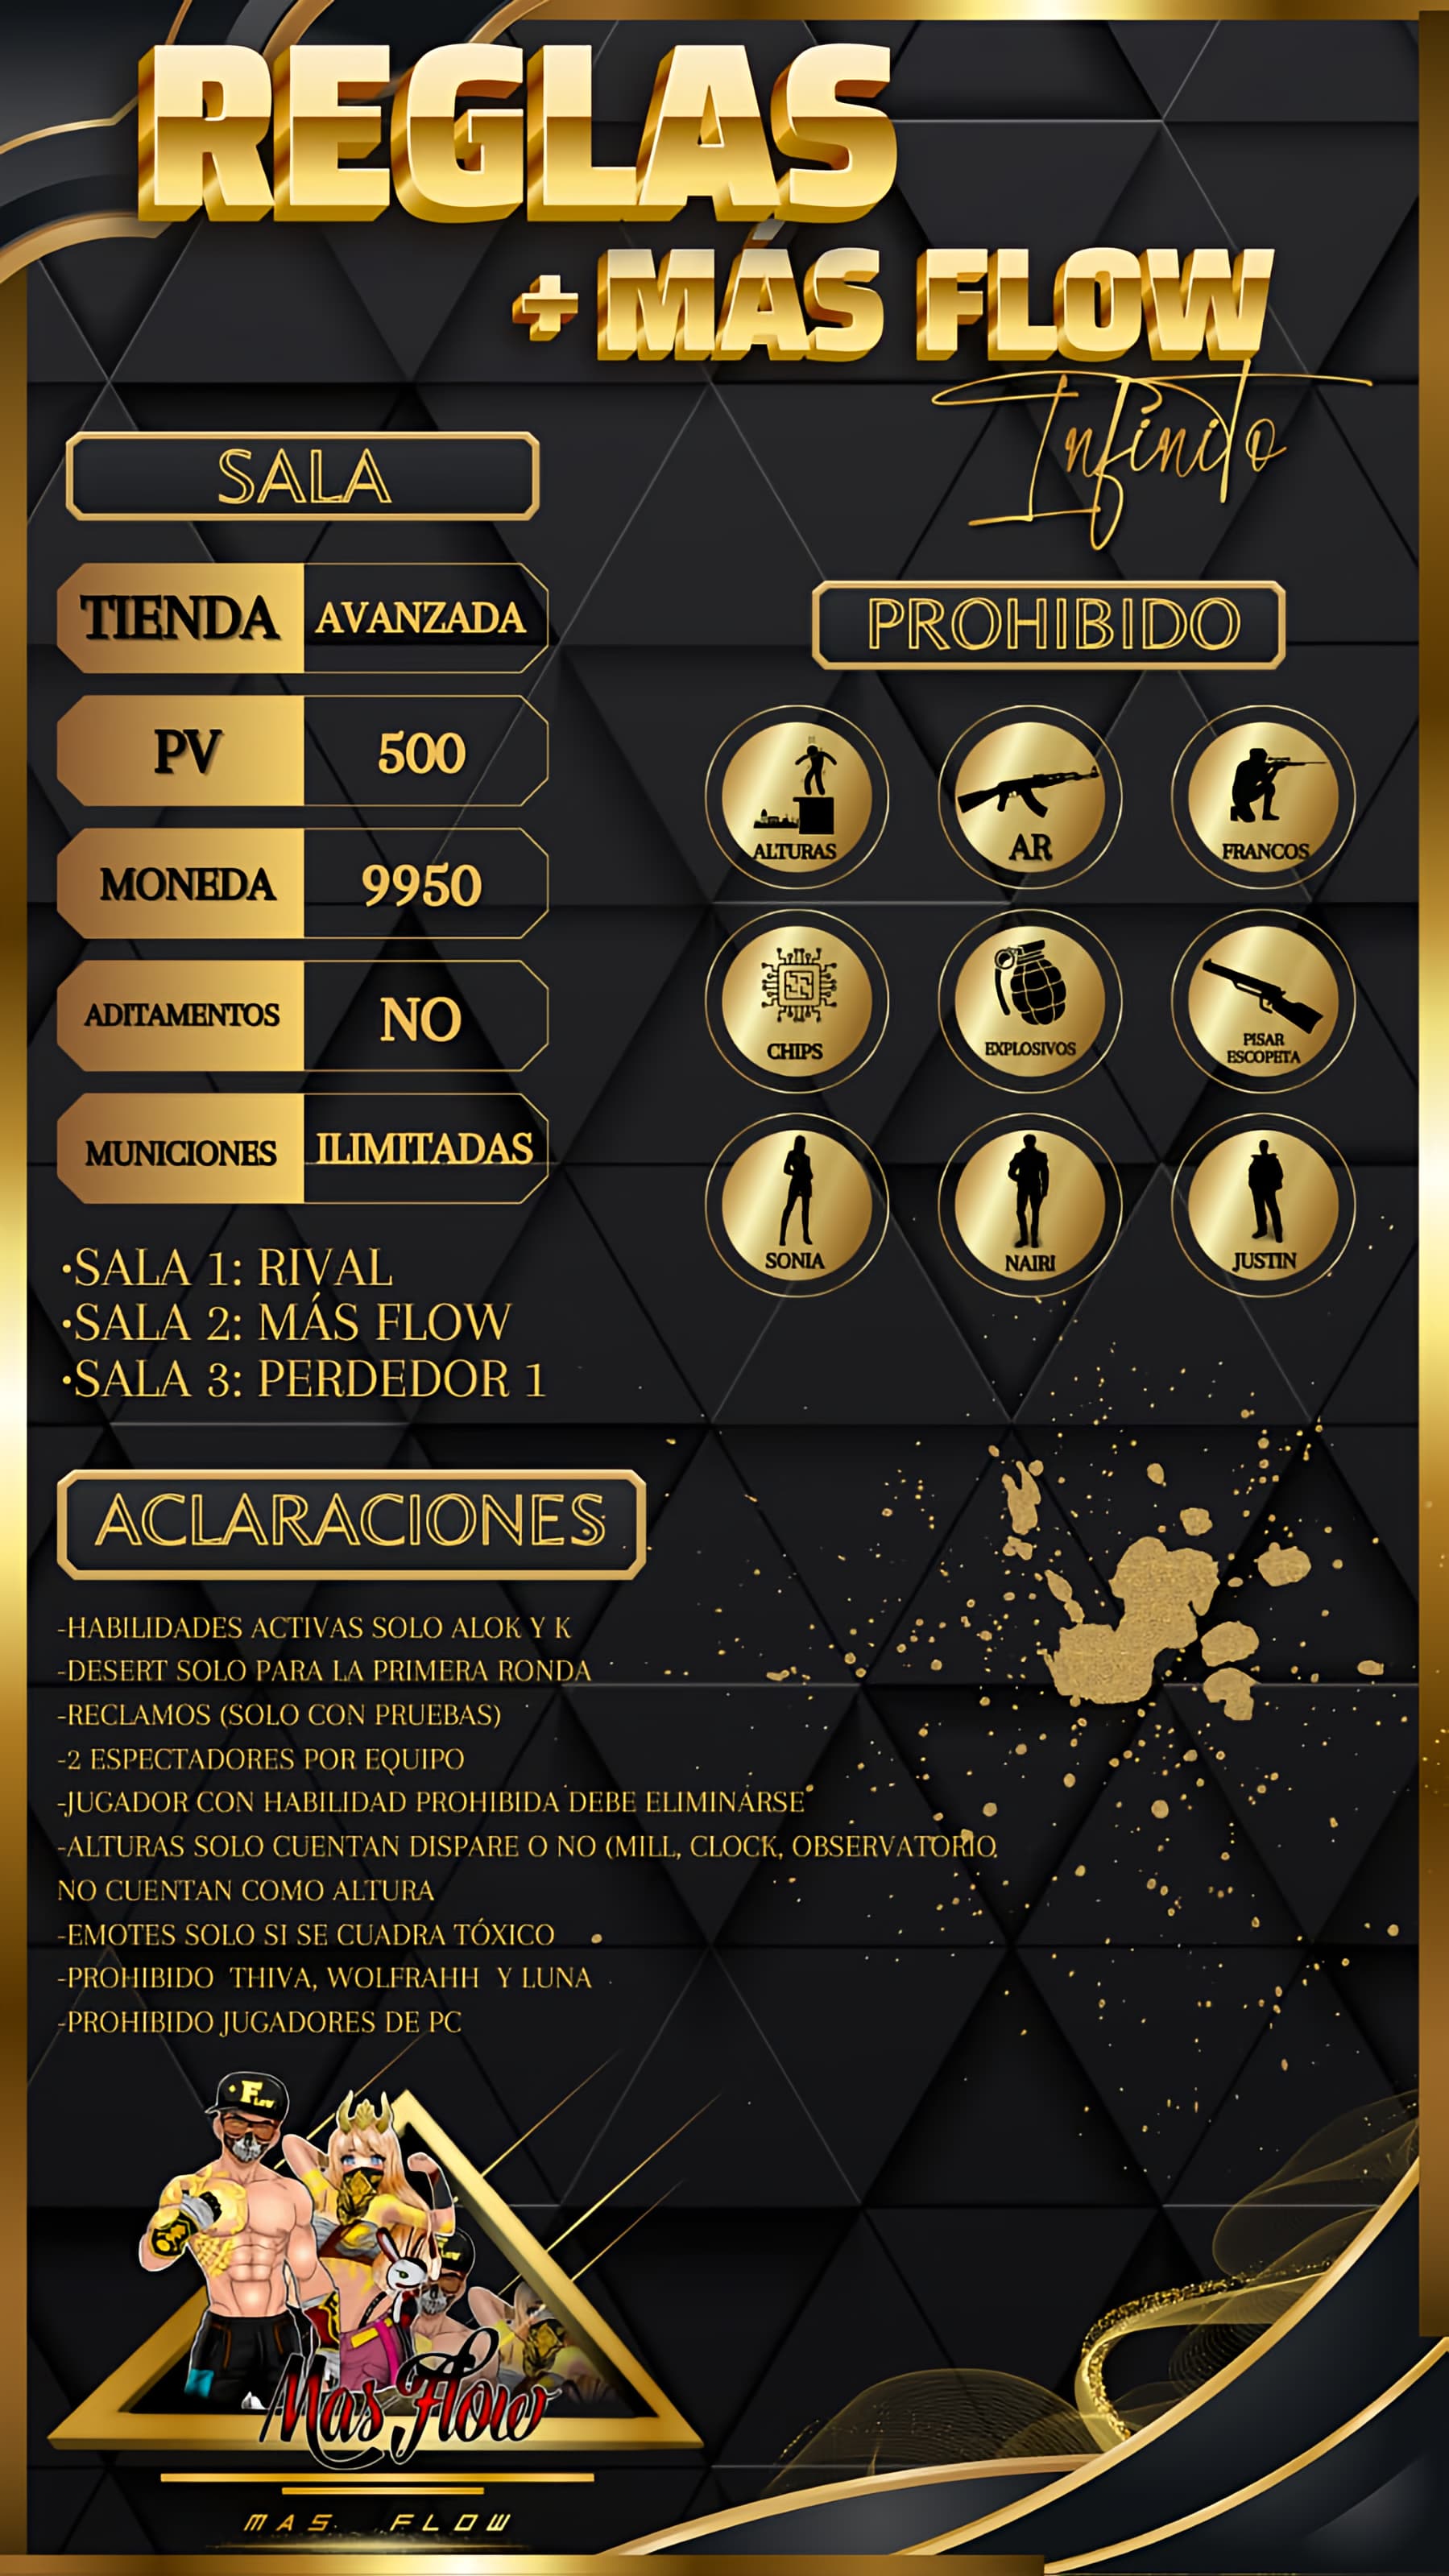 REGLAS
+ MÁS FLOW
Infinito
SALA
TIENDA AVANZADA
PV 500
MONEDA 9950
ADITAMENTOS NO
MUNICIONES ILIMITADAS
•SALA 1: RIVAL
•SALA 2: MÁS FLOW
•SALA 3: PERDEDOR 1
PROHIBIDO
ALTURAS
AR
FRANCOS
CHIPS
EXPLOSIVOS
PISAR
ESCOPETA
SONIA
NAIRI
JUSTIN
ACLARACIONES
-HABILIDADES ACTIVAS SOLO ALOK Y K
-DESERT SOLO PARA LA PRIMERA RONDA
-RECLAMOS (SOLO CON PRUEBAS)
-2 ESPECTADORES POR EQUIPO
-JUGADOR CON HABILIDAD PROHIBIDA DEBE ELIMINARSE
-ALTURAS SOLO CUENTAN DISPARE O NO (MILL, CLOCK, OBSERVATORIO
NO CUENTAN COMO ALTURA
-EMOTES SOLO SI SE CUADRA TÓXICO
-PROHIBIDO THIVA, WOLFRAHH Y LUNA
-PROHIBIDO JUGADORES DE PC
FLOW
Mas Flow
MAS FLOW